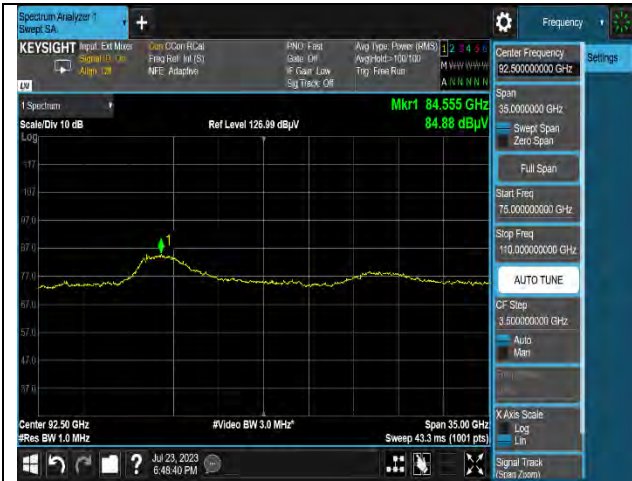 Spectrum Analyzer 1
Swept SA
+
Frequency
KEYSIGHT Input: Ext Mixer
Signal ID: On
Align: Off
Corr CCorr RCal
Freq Ref: Int (S)
NFE: Adaptive
PNO: Fast
Gate: Off
IF Gain: Low
Sig Track: Off
Avg Type: Power (RMS)
Avg|Hold:>100/100
Trig: Free Run
1 2 3 4 5 6
M W W W W W
A N N N N N
LM
1 Spectrum
Scale/Div 10 dB
Log
Ref Level 126.99 dBµV
Mkr1 84.555 GHz
84.88 dBµV
117
107
97.0
87.0
77.0
67.0
57.0
47.0
37.0
1
Center 92.50 GHz
#Res BW 1.0 MHz
#Video BW 3.0 MHz*
Span 35.00 GHz
Sweep 43.3 ms (1001 pts)
Center Frequency
92.500000000 GHz
Settings
Span
35.0000000 GHz
Swept Span
Zero Span
Full Span
Start Freq
75.000000000 GHz
Stop Freq
110.000000000 GHz
AUTO TUNE
CF Step
3.500000000 GHz
Auto
Man
X Axis Scale
Log
Lin
Signal Track
(Span Zoom)
?
Jul 23, 2023
6:48:40 PM